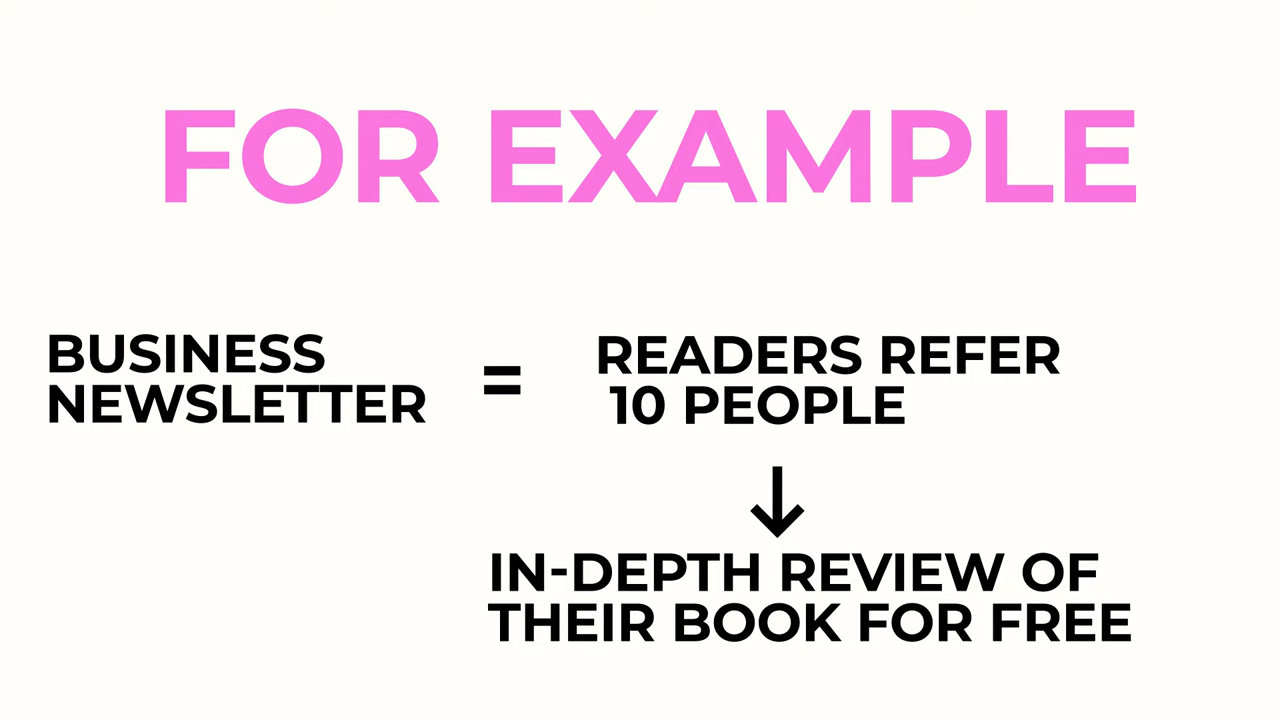 FOR EXAMPLE
BUSINESS
NEWSLETTER
=
READERS REFER
10 PEOPLE
↓
IN-DEPTH REVIEW OF
THEIR BOOK FOR FREE